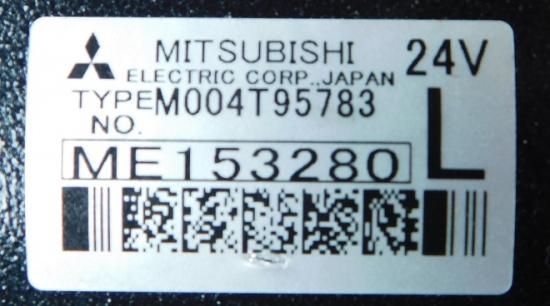 MITSUBISHI 24V
ELECTRIC CORP., JAPAN
TYPE M004T95783
NO.
ME153280 L